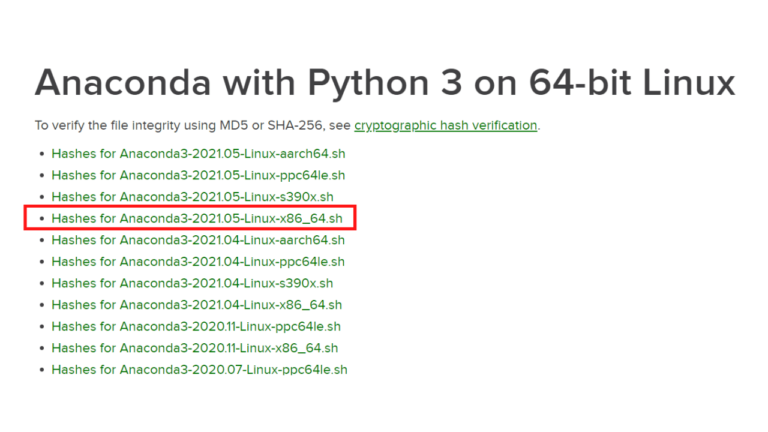 Anaconda with Python 3 on 64-bit Linux
To verify the file integrity using MD5 or SHA-256, see cryptographic hash verification.
• Hashes for Anaconda3-2021.05-Linux-aarch64.sh
• Hashes for Anaconda3-2021.05-Linux-ppc64le.sh
• Hashes for Anaconda3-2021.05-Linux-s390x.sh
• Hashes for Anaconda3-2021.05-Linux-x86_64.sh
• Hashes for Anaconda3-2021.04-Linux-aarch64.sh
• Hashes for Anaconda3-2021.04-Linux-ppc64le.sh
• Hashes for Anaconda3-2021.04-Linux-s390x.sh
• Hashes for Anaconda3-2021.04-Linux-x86_64.sh
• Hashes for Anaconda3-2020.11-Linux-ppc64le.sh
• Hashes for Anaconda3-2020.11-Linux-x86_64.sh
• Hashes for Anaconda3-2020.07-Linux-ppc64le.sh